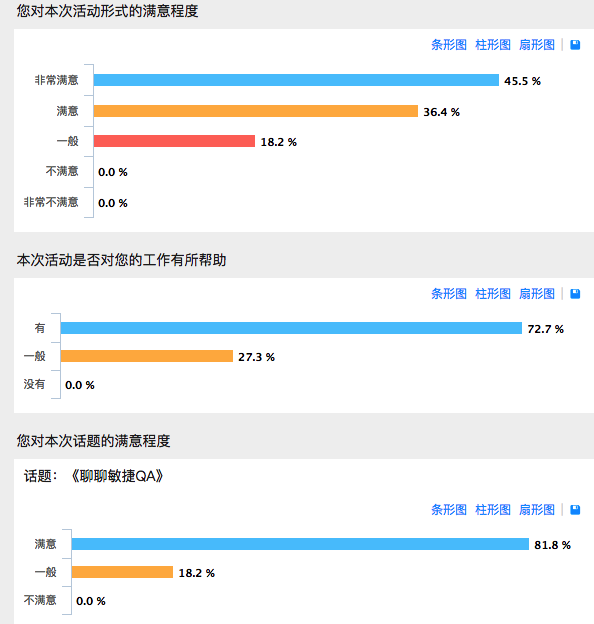 您对本次活动形式的满意程度
条形图 柱形图 扇形图
非常满意 45.5 %
满意 36.4 %
一般 18.2 %
不满意 0.0 %
非常不满意 0.0 %
本次活动是否对您的工作有所帮助
条形图 柱形图 扇形图
有 72.7 %
一般 27.3 %
没有 0.0 %
您对本次话题的满意程度
话题：《聊聊敏捷QA》
条形图 柱形图 扇形图
满意 81.8 %
一般 18.2 %
不满意 0.0 %